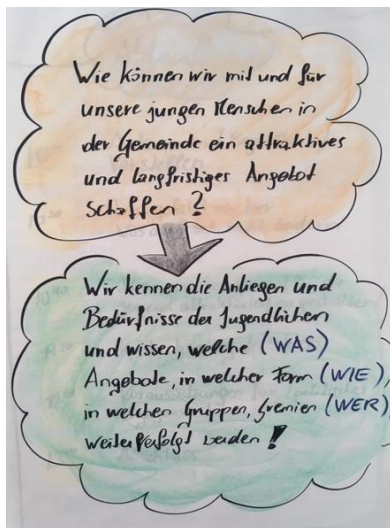 Wie können wir mit und für
unsere jungen Menschen in
der Gemeinde ein attraktives
und langfristiges Angebot
schaffen ?
Wir kennen die Anliegen und
Bedürfnisse der Jugendlichen
und wissen, welche (WAS)
Angebote, in welcher Form (WIE),
in welchen Gruppen, Gremien (WER)
weiterverfolgt werden !